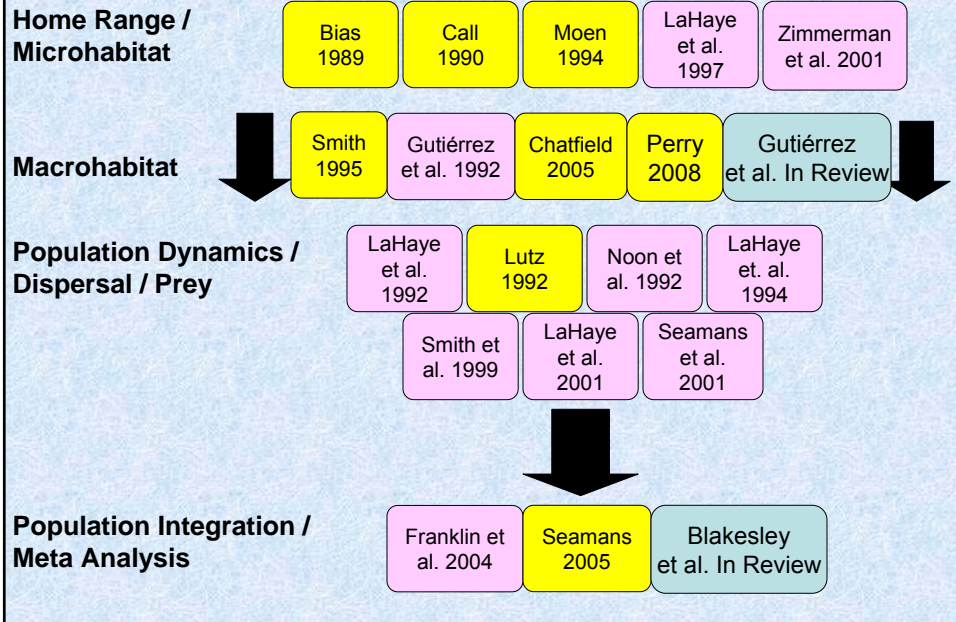 Home Range /
Microhabitat
Bias
1989
Call
1990
Moen
1994
LaHaye
et al.
1997
Zimmerman
et al. 2001
Macrohabitat
Smith
1995
Gutiérrez
et al. 1992
Chatfield
2005
Perry
2008
Gutiérrez
et al. In Review
Population Dynamics /
Dispersal / Prey
LaHaye
et. al.
1992
Lutz
1992
Noon et
al. 1992
LaHaye
et. al.
1994
Smith et
al. 1999
LaHaye
et al.
2001
Seamans
et al.
2001
Population Integration /
Meta Analysis
Franklin et
al. 2004
Seamans
2005
Blakesley
et al. In Review